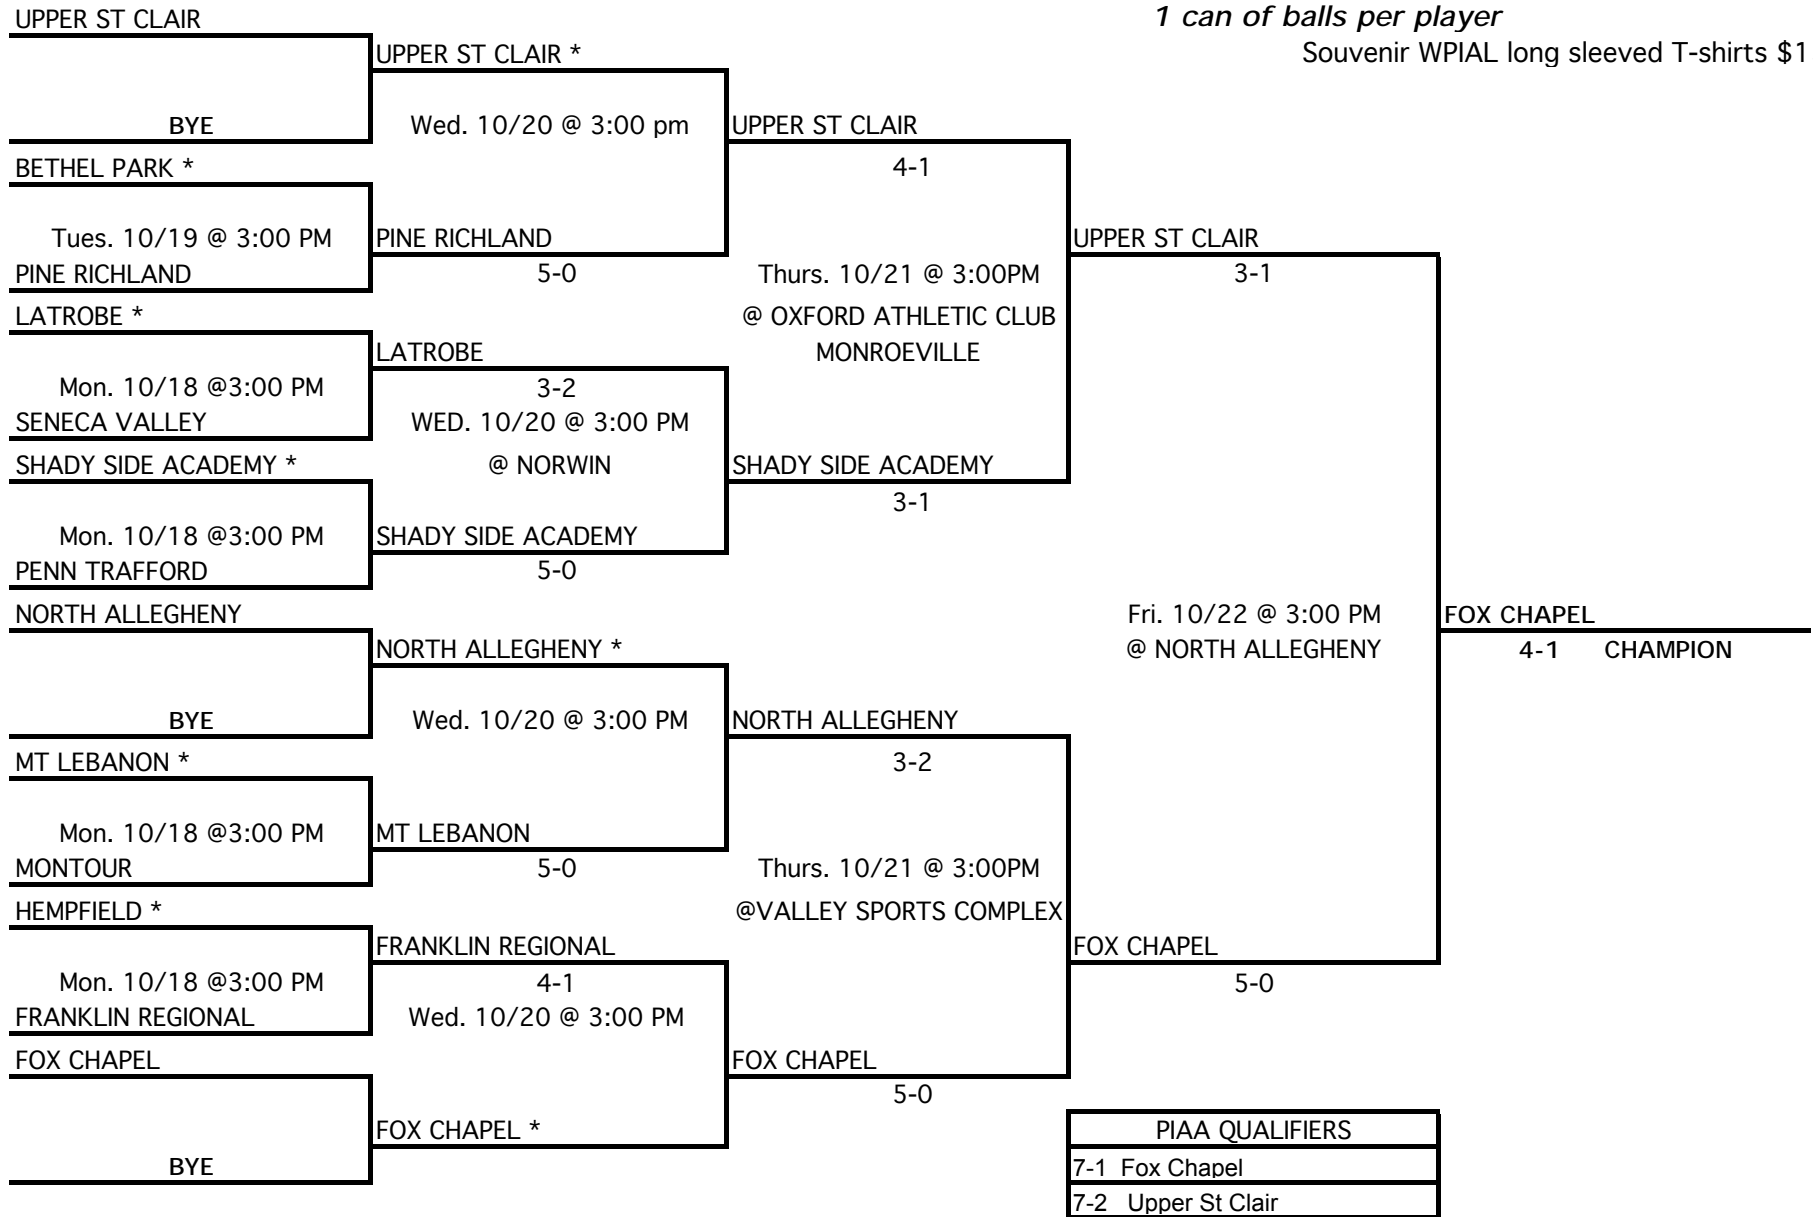 UPPER ST CLAIR
1 can of balls per player
UPPER ST CLAIR *
Souvenir WPIAL long sleeved T-shirts $1
BYE
Wed. 10/20 @ 3:00 pm
UPPER ST CLAIR
BETHEL PARK *
4-1
Tues. 10/19 @ 3:00 PM
PINE RICHLAND
UPPER ST CLAIR
PINE RICHLAND
5-0
Thurs. 10/21 @ 3:00PM
3-1
LATROBE *
@ OXFORD ATHLETIC CLUB
LATROBE
MONROEVILLE
Mon. 10/18 @3:00 PM
3-2
SENECA VALLEY
WED. 10/20 @ 3:00 PM
SHADY SIDE ACADEMY *
@ NORWIN
SHADY SIDE ACADEMY
3-1
Mon. 10/18 @3:00 PM
SHADY SIDE ACADEMY
PENN TRAFFORD
5-0
NORTH ALLEGHENY
Fri. 10/22 @ 3:00 PM
FOX CHAPEL
NORTH ALLEGHENY *
@ NORTH ALLEGHENY
4-1 CHAMPION
BYE
Wed. 10/20 @ 3:00 PM
NORTH ALLEGHENY
MT LEBANON *
3-2
Mon. 10/18 @3:00 PM
MT LEBANON
MONTOUR
5-0
Thurs. 10/21 @ 3:00PM
HEMPFIELD *
@VALLEY SPORTS COMPLEX
FRANKLIN REGIONAL
FOX CHAPEL
Mon. 10/18 @3:00 PM
4-1
5-0
FRANKLIN REGIONAL
Wed. 10/20 @ 3:00 PM
FOX CHAPEL
FOX CHAPEL
5-0
FOX CHAPEL *
PIAA QUALIFIERS
BYE
7-1 Fox Chapel
7-2 Upper St Clair